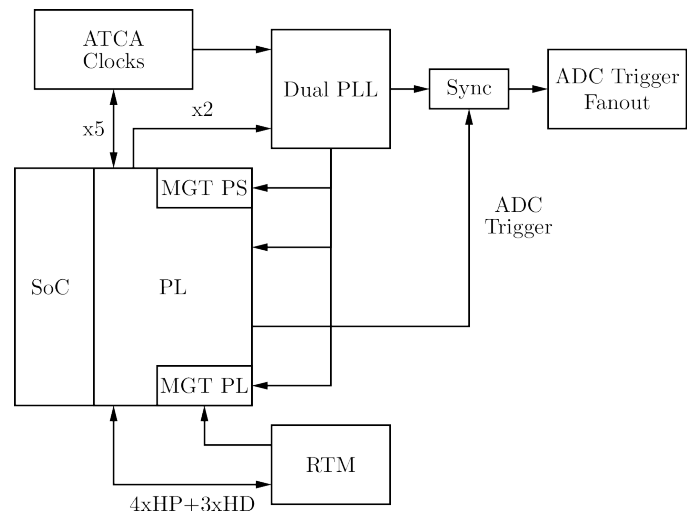 ATCA
Clocks
Dual PLL
Sync
ADC Trigger
Fanout
x5
x2
MGT PS
ADC
Trigger
SoC
PL
MGT PL
RTM
4xHP+3xHD